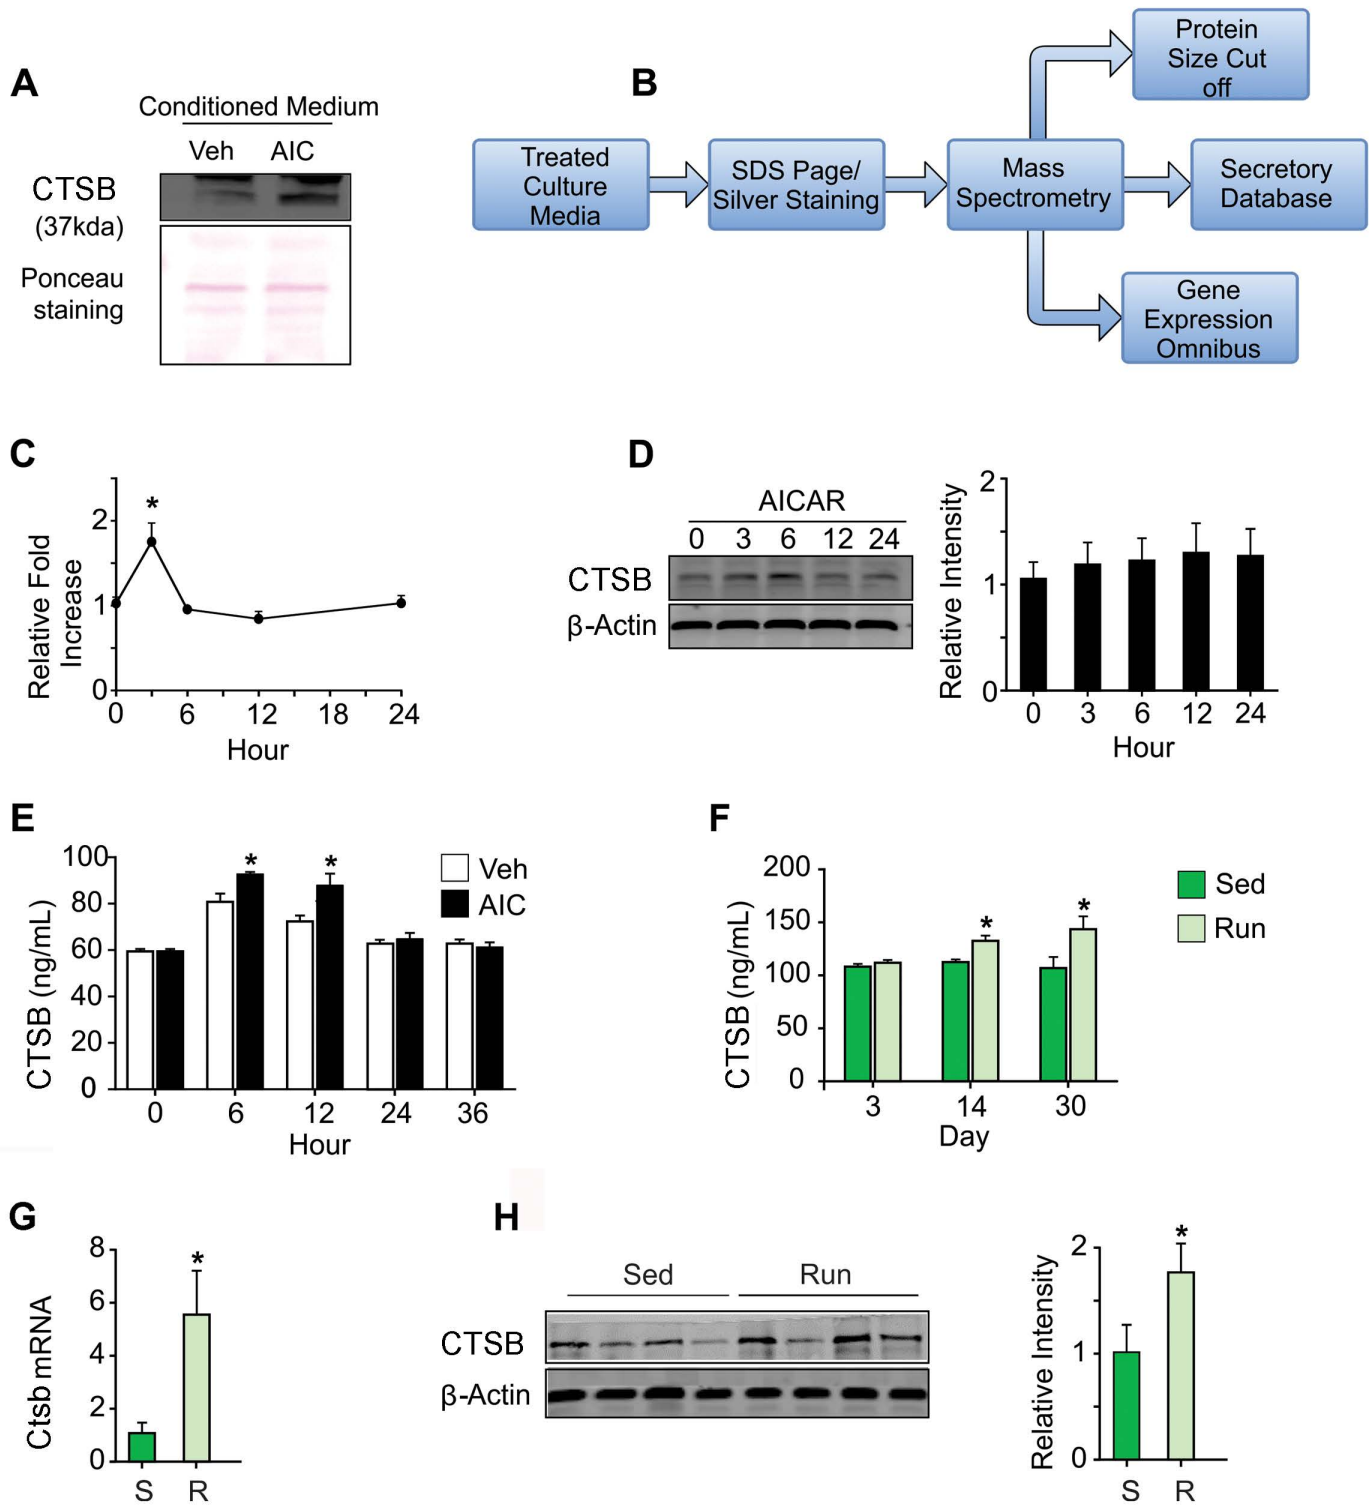 A
Conditioned Medium
Veh AIC
CTSB
(37kda)
Ponceau
staining
B
Treated
Culture
Media
SDS Page/
Silver Staining
Mass
Spectrometry
Protein
Size Cut
off
Secretory
Database
Gene
Expression
Omnibus
C
*
2
1
0
Relative Fold
Increase
0 6 12 18 24
Hour
D
AICAR
0 3 6 12 24
CTSB
β-Actin
2
1
0
Relative Intensity
0 3 6 12 24
Hour
E
100
80
60
40
20
0
CTSB (ng/mL)
* *
Veh
AIC
0 6 12 24 36
Hour
F
200
150
100
50
0
CTSB (ng/mL)
* *
Sed
Run
3 14 30
Day
G
8
6
4
2
0
Ctsb mRNA
*
S R
H
Sed Run
CTSB
β-Actin
2
1
0
Relative Intensity
*
S R